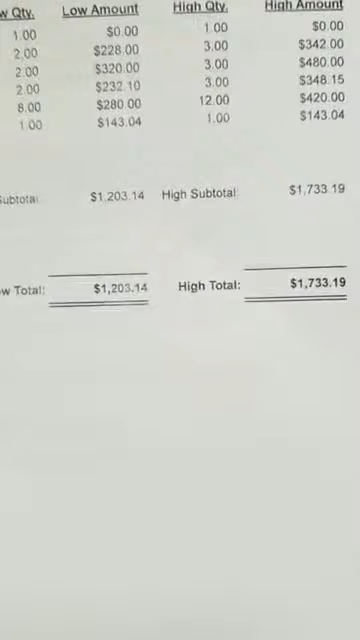 w Qty. Low Amount High Qty. High Amount
1.00 $0.00 1.00 $0.00
2.00 $228.00 3.00 $342.00
2.00 $320.00 3.00 $480.00
2.00 $232.10 3.00 $348.15
8.00 $280.00 12.00 $420.00
1.00 $143.04 1.00 $143.04
Subtotal: $1,203.14 High Subtotal: $1,733.19
w Total: $1,203.14 High Total: $1,733.19